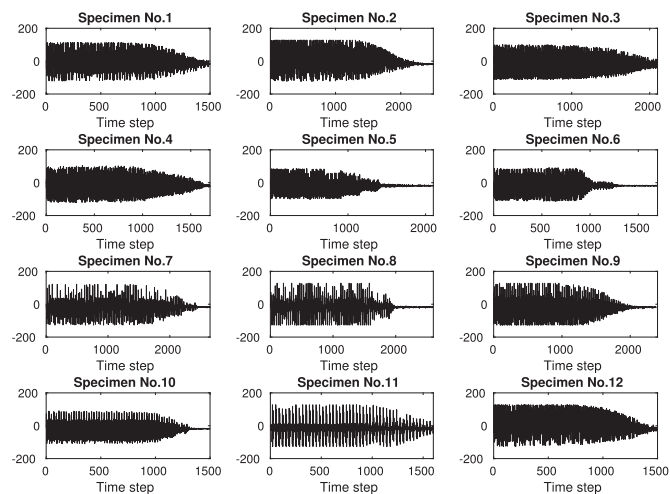 Specimen No.1 Specimen No.2 Specimen No.3
200 200 200
0 0 0
-200 -200 -200
0 500 1000 1500 0 1000 2000 0 1000 2000
Time step Time step Time step
Specimen No.4 Specimen No.5 Specimen No.6
200 200 200
0 0 0
-200 -200 -200
0 500 1000 1500 0 1000 2000 0 500 1000 1500 2000
Time step Time step Time step
Specimen No.7 Specimen No.8 Specimen No.9
200 200 200
0 0 0
-200 -200 -200
0 1000 2000 0 1000 2000 0 1000 2000
Time step Time step Time step
Specimen No.10 Specimen No.11 Specimen No.12
200 200 200
0 0 0
-200 -200 -200
0 500 1000 1500 0 500 1000 1500 0 500 1000 1500
Time step Time step Time step